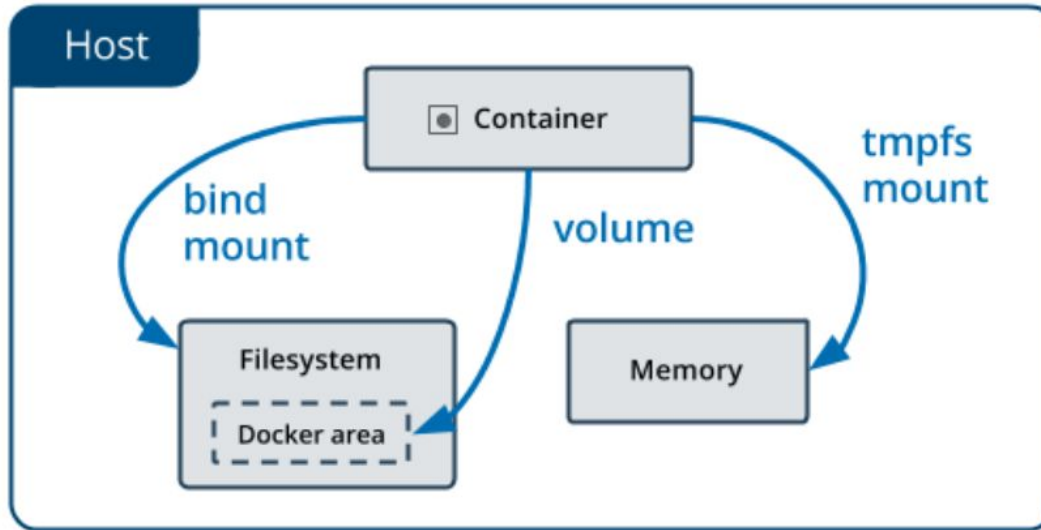 Host
Container
bind
mount
volume
tmpfs
mount
Filesystem
Docker area
Memory